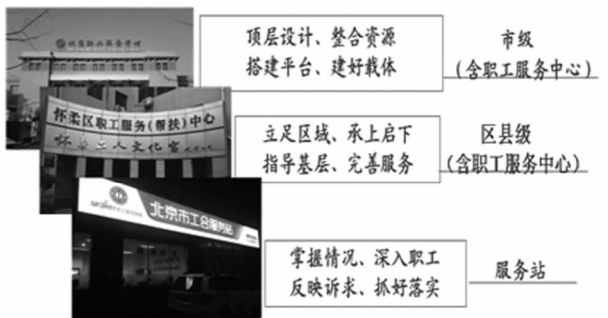 顶层设计、整合资源
搭建平台、建好载体
市级
（含职工服务中心）
怀柔区职工服务（帮扶）中心
立足区域、承上启下
指导基层、完善服务
区县级
（含职工服务中心）
北京市工会服务站
掌握情况、深入职工
反映诉求、抓好落实
服务站